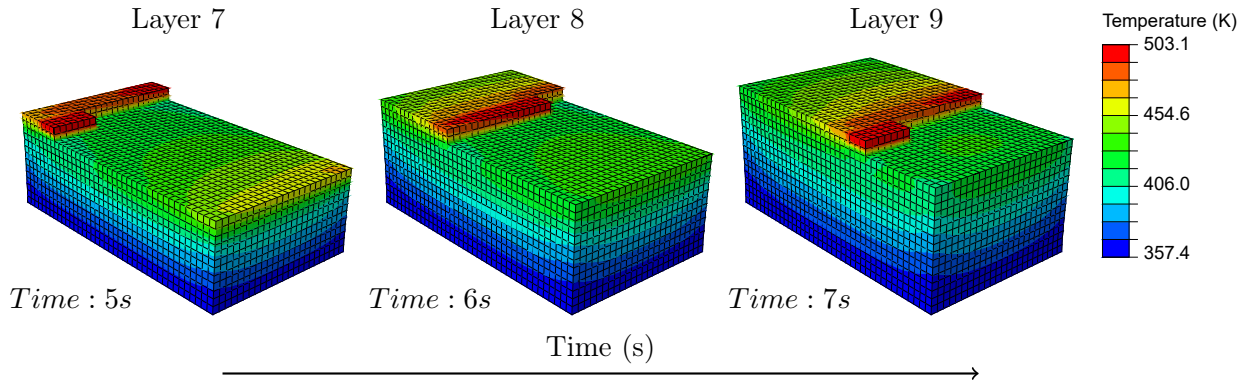 Layer 7
Layer 8
Layer 9
Temperature (K)
503.1
454.6
406.0
357.4
Time : 5s
Time : 6s
Time : 7s
Time (s)